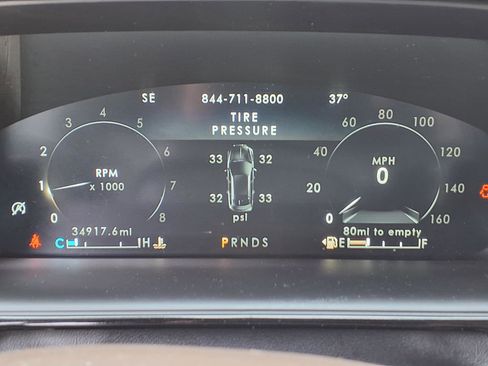 SE 844-711-8800 37°
TIRE
PRESSURE
33 32
32 33
psi
0 1 2 3 4 5 6 7 8
RPM
x 1000
34917.6mi
C H
PRNDS
0 20 40 60 80 100 120 140 160
MPH
0
80mi to empty
E F